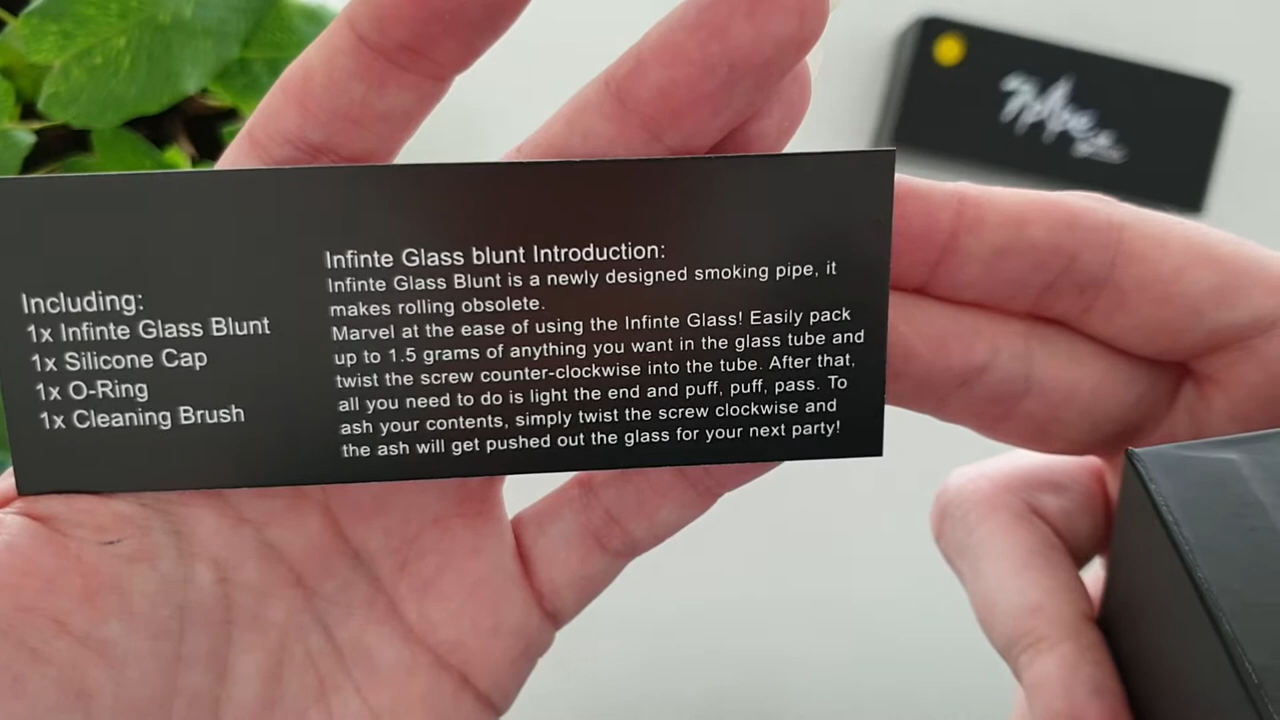 Including:
1x Infinte Glass Blunt
1x Silicone Cap
1x O-Ring
1x Cleaning Brush
Infinte Glass blunt Introduction:
Infinte Glass Blunt is a newly designed smoking pipe, it
makes rolling obsolete.
Marvel at the ease of using the Infinte Glass! Easily pack
up to 1.5 grams of anything you want in the glass tube and
twist the screw counter-clockwise into the tube. After that,
all you need to do is light the end and puff, puff, pass. To
ash your contents, simply twist the screw clockwise and
the ash will get pushed out the glass for your next party!